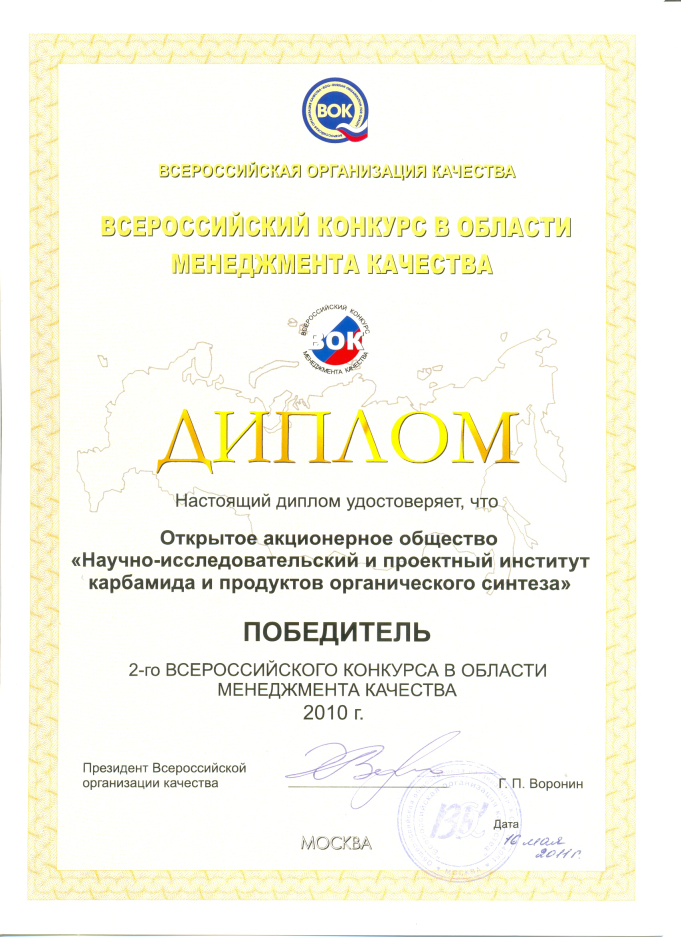 ВОК
ВСЕРОССИЙСКАЯ ОРГАНИЗАЦИЯ КАЧЕСТВА
ВСЕРОССИЙСКИЙ КОНКУРС В ОБЛАСТИ
МЕНЕДЖМЕНТА КАЧЕСТВА
ВСЕРОССИЙСКИЙ КОНКУРС
ВОК
МЕНЕДЖМЕНТА КАЧЕСТВА
ДИПЛОМ
Настоящий диплом удостоверяет, что
Открытое акционерное общество
«Научно-исследовательский и проектный институт
карбамида и продуктов органического синтеза»
ПОБЕДИТЕЛЬ
2-го ВСЕРОССИЙСКОГО КОНКУРСА В ОБЛАСТИ
МЕНЕДЖМЕНТА КАЧЕСТВА
2010 г.
Президент Всероссийской
организации качества
Г. П. Воронин
Дата
16 мая
2011г.
МОСКВА